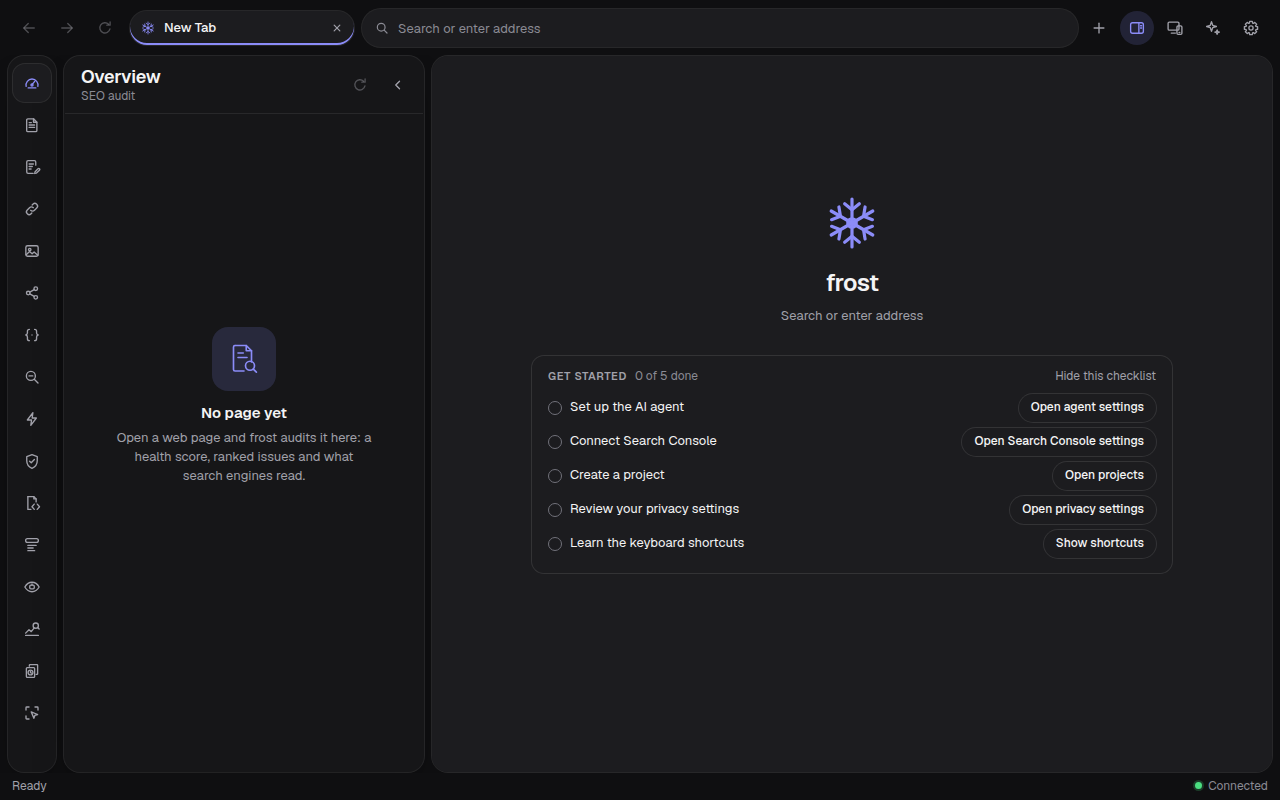 New Tab
Search or enter address
Overview
SEO audit
No page yet
Open a web page and frost audits it here: a
health score, ranked issues and what
search engines read.
frost
Search or enter address
GET STARTED 0 of 5 done
Hide this checklist
Set up the AI agent
Open agent settings
Connect Search Console
Open Search Console settings
Create a project
Open projects
Review your privacy settings
Open privacy settings
Learn the keyboard shortcuts
Show shortcuts
Ready
Connected